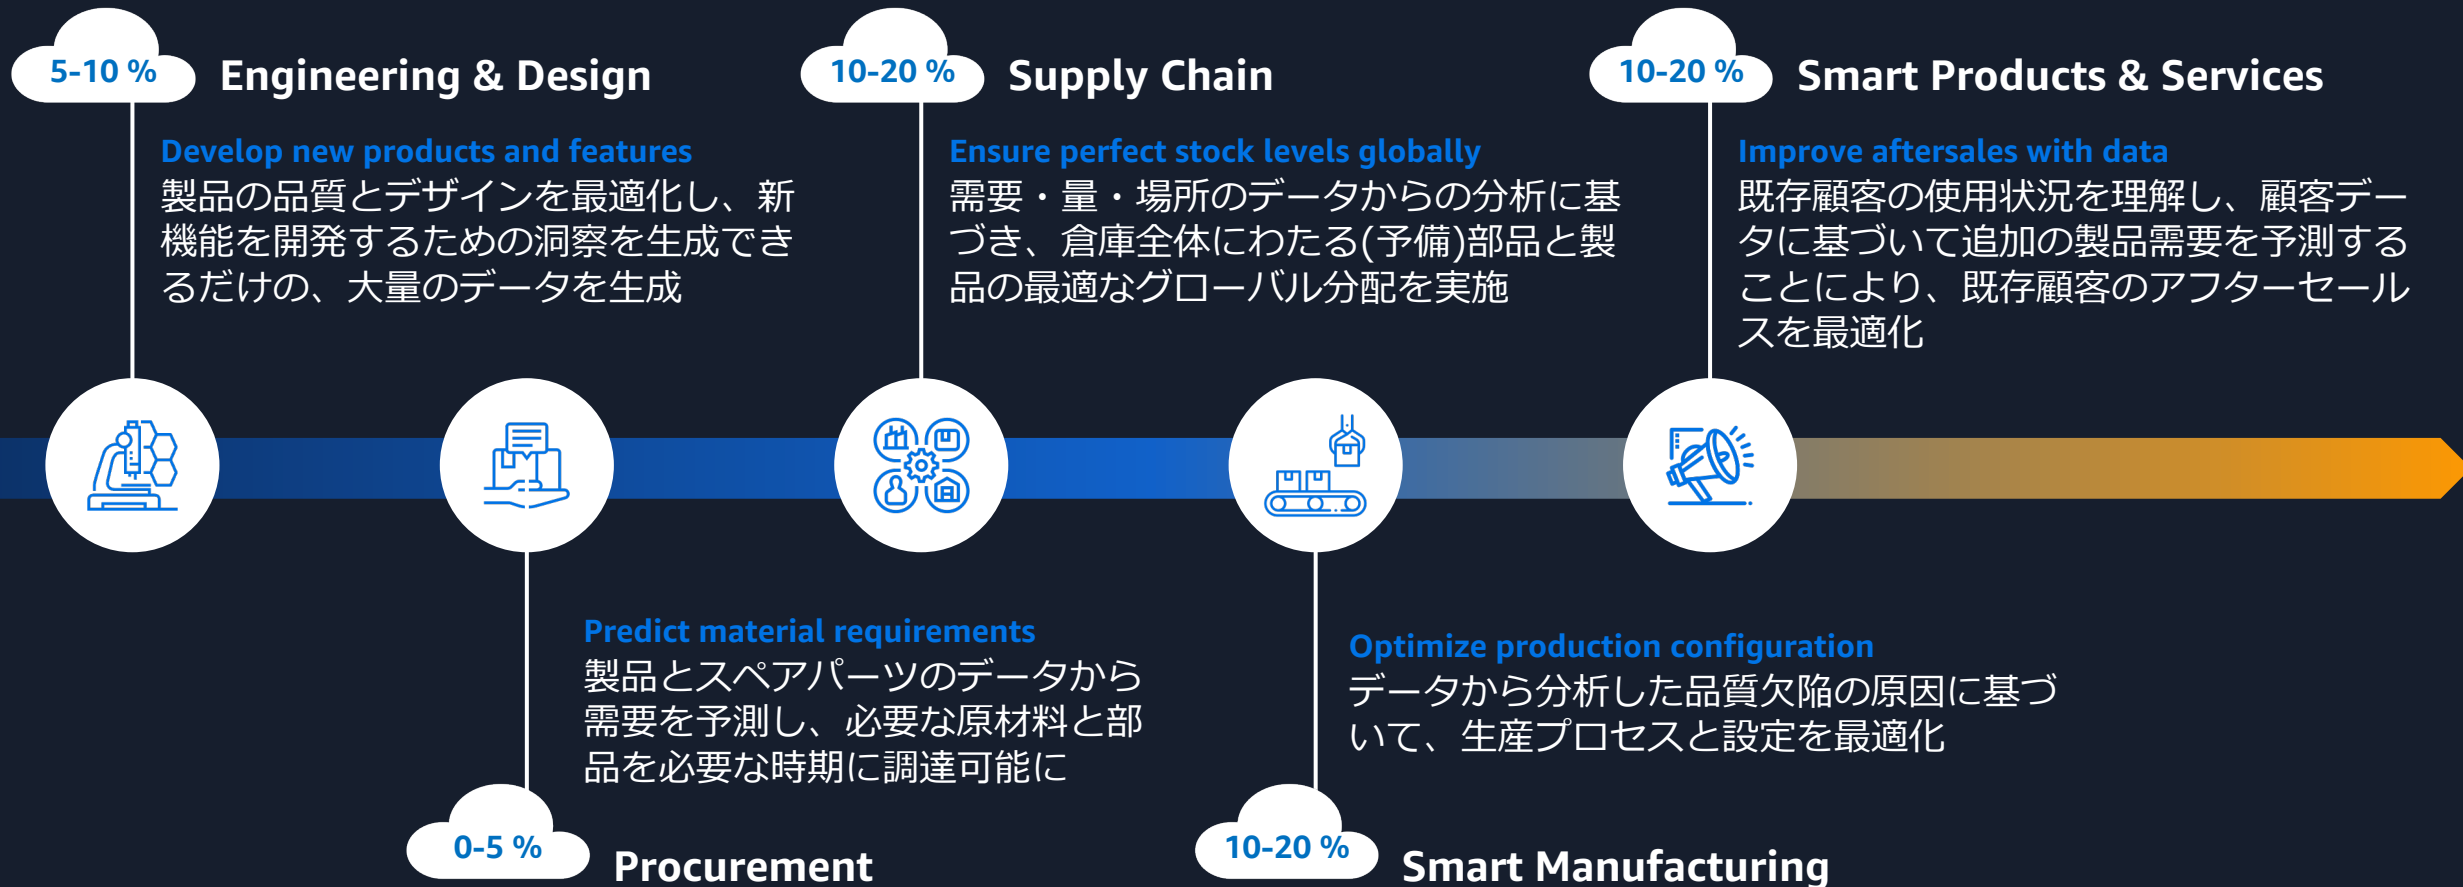 5-10 %
Engineering & Design
Develop new products and features
製品の品質とデザインを最適化し、新
機能を開発するための洞察を生成でき
るだけの、大量のデータを生成
10-20 %
Supply Chain
Ensure perfect stock levels globally
需要・量・場所のデータからの分析に基
づき、倉庫全体にわたる(予備)部品と製
品の最適なグローバル分配を実施
10-20 %
Smart Products & Services
Improve aftersales with data
既存顧客の使用状況を理解し、顧客デー
タに基づいて追加の製品需要を予測する
ことにより、既存顧客のアフターセール
スを最適化
Predict material requirements
製品とスペアパーツのデータから
需要を予測し、必要な原材料と部
品を必要な時期に調達可能に
0-5 %
Procurement
Optimize production configuration
データから分析した品質欠陥の原因に基づ
いて、生産プロセスと設定を最適化
10-20 %
Smart Manufacturing